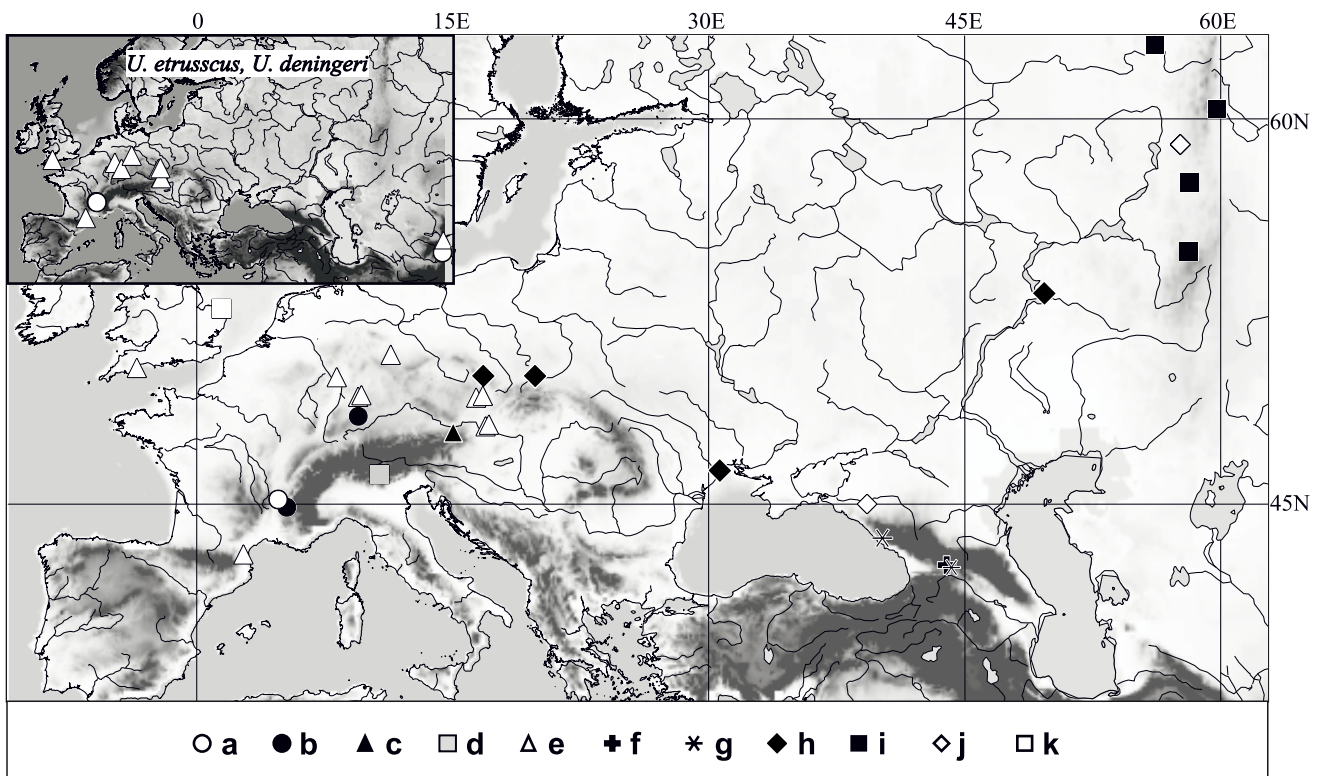 0 15E 30E 45E 60E
U. etrusscus, U. deningeri
60N
45N
a b c d e f g h i j k